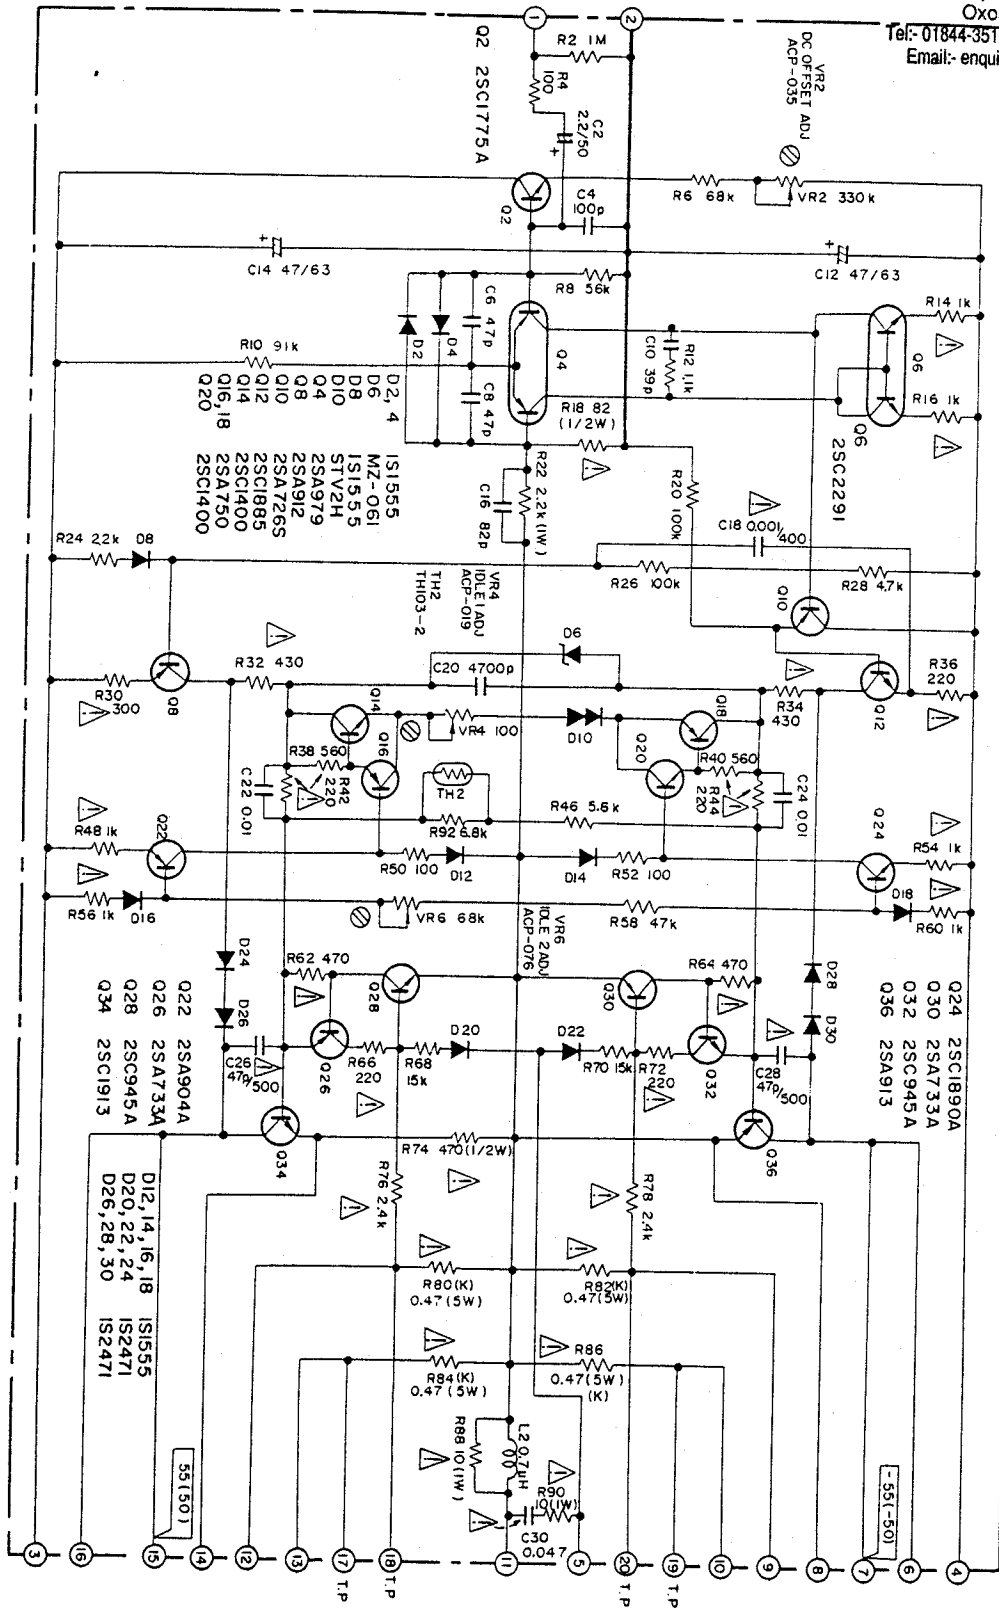 Oxo
Tel:- 01844-351
Email:- enqui
1
2
R2 1M
R4
100
C2
2.2/50
+
Q2 2SC1775A
VR2
DC OFFSET ADJ
ACP-035
Q2
C4
100p
R6 68k
VR2 330k
+
C14 47/63
+
C12 47/63
R8 56k
D2
D4
C6 47p
R10 91k
C8 47p
Q4
C10 39p
R12 1.1k
R14 1k
Q6
R16 1k
Q6
2SC2291
R18 82
(1/2W)
D2, 4 1S1555
D6 MZ-061
D8 1S1555
D10 STV2H
Q4 2SA979
Q8 2SA912
Q10 2SA726S
Q12 2SC1885
Q14 2SC1400
Q16,18 2SA750
Q20 2SC1400
R22 2.2k (1W)
C16 82p
R20 100k
C18 0.001/400
R24 22k
D8
R26 100k
R28 4.7k
VR4
IDLE 1 ADJ
ACP-019
TH2
TH103-2
Q10
R30
300
Q8
R32 430
C20 4700p
D6
R34
430
Q12
R36
220
Q14
Q16
VR4 100
D10
Q18
Q20
R38 560
R42
220
C22 0.01
TH2
R92 6.8k
R46 5.6k
R40 560
R44
220
C24 0.01
R48 1k
Q22
R50 100
D12
D14
R52 100
Q24
R54 1k
R56 1k
D16
VR6 68k
R58 47k
D18
R60 1k
VR6
IDLE 2 ADJ
ACP-076
D24
D26
R62 470
Q28
Q30
R64 470
D28
D30
C26
47p/500
Q26
R66
220
R68
15k
D20
D22
R70 15k
R72
220
Q32
C28
47p/500
Q22 2SA904A
Q26 2SA733A
Q28 2SC945A
Q34 2SC1913
Q24 2SC1890A
Q30 2SA733A
Q32 2SC945A
Q36 2SA913
Q34
R74 470(1/2W)
Q36
R76 2.4k
R78 2.4k
D12,14,16,18 1S1555
D20,22,24 1S2471
D26,28,30 1S2471
R80(K)
0.47(5W)
R82(K)
0.47(5W)
R84(K)
0.47(5W)
R86
0.47(5W)
(K)
R88 10(1W)
L2 0.7μH
R90
10(1W)
C30
0.047
55(50)
-55(-50)
3
16
15
14
12
13
17 T.P
18 T.P
11
5
20 T.P
19 T.P
10
9
8
7
6
4